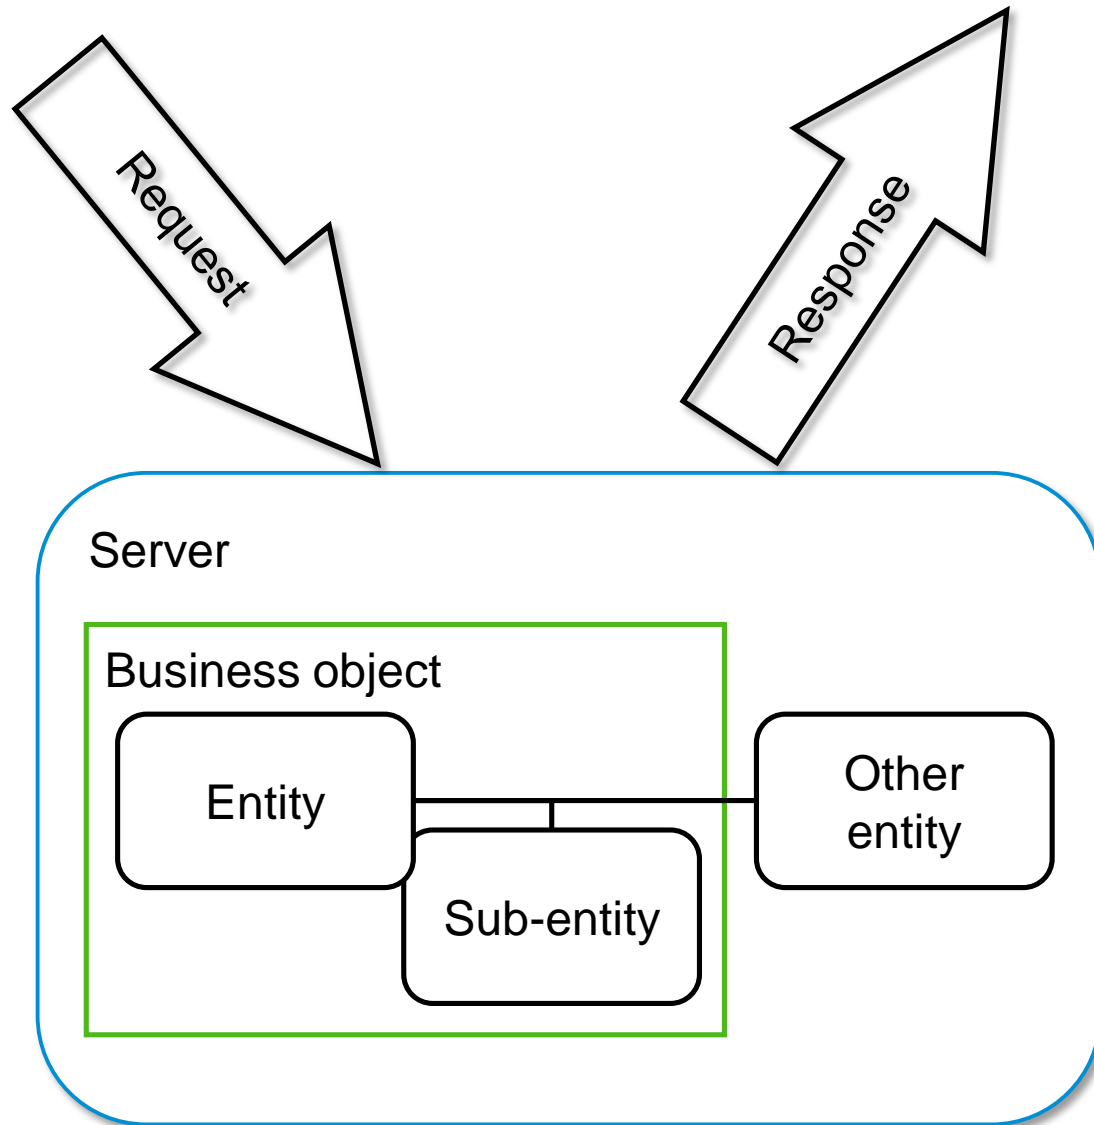 Request
Response
Server
Business object
Entity
Other
entity
Sub-entity